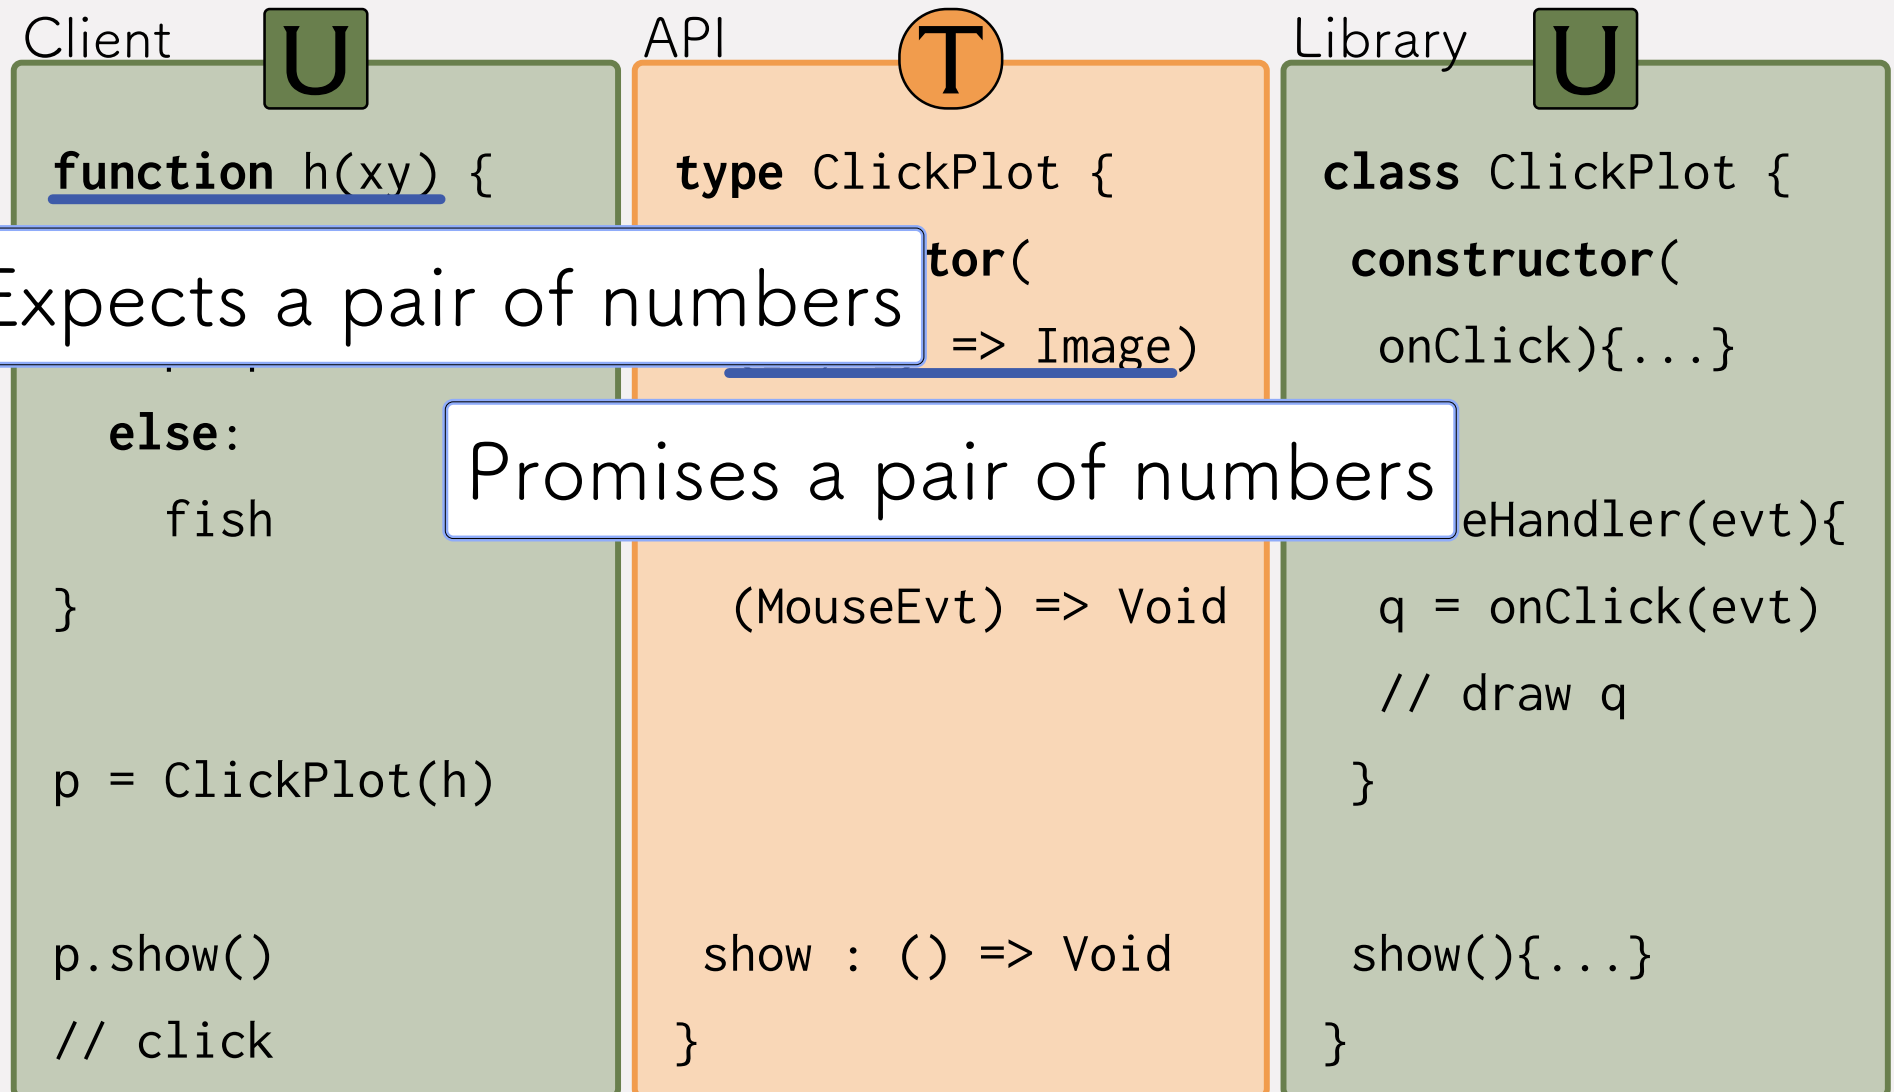 Client
U
function h(xy) {
Expects a pair of numbers
else:
fish
}
p = ClickPlot(h)
p.show()
// click
API
T
type ClickPlot {
tor(
=> Image)
Promises a pair of numbers
(MouseEvt) => Void
show : () => Void
}
Library
U
class ClickPlot {
constructor(
onClick){...}
eHandler(evt){
q = onClick(evt)
// draw q
}
show(){...}
}